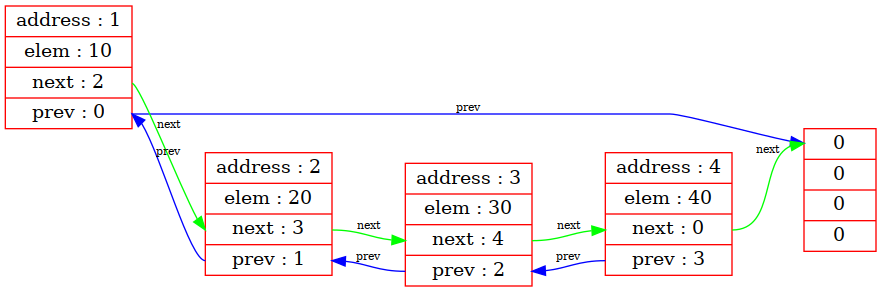 address : 1
elem : 10
next : 2
prev : 0
prev
next
prev
address : 2
elem : 20
next : 3
prev : 1
next
prev
address : 3
elem : 30
next : 4
prev : 2
next
prev
address : 4
elem : 40
next : 0
prev : 3
next
0
0
0
0